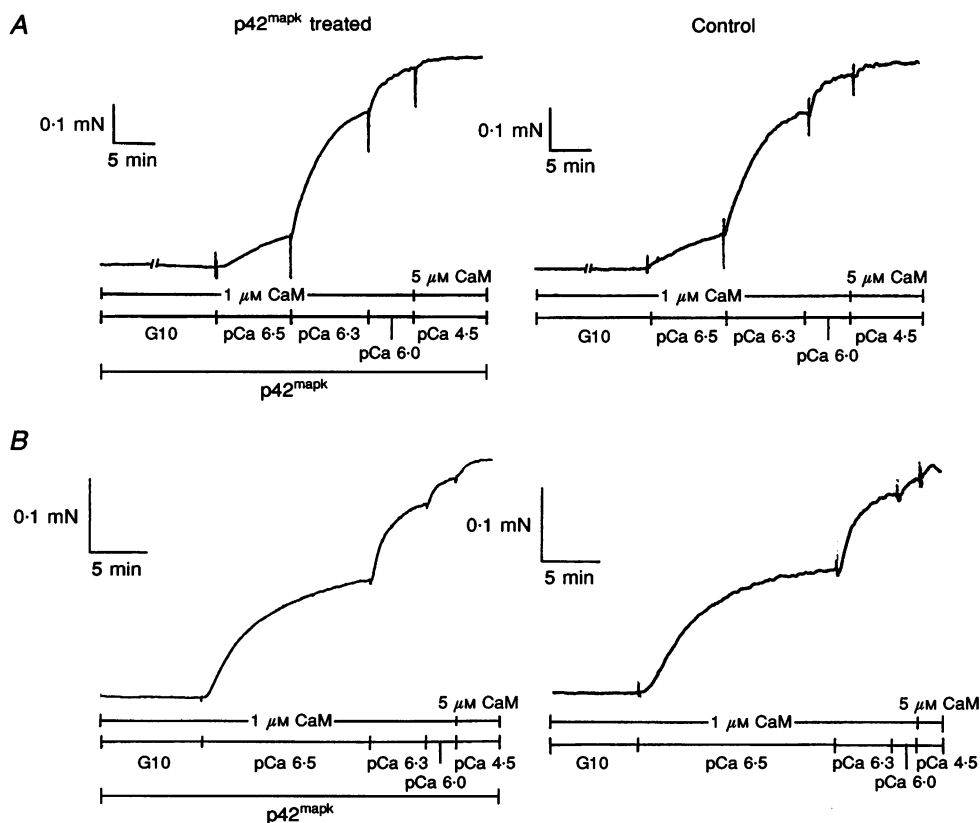 A
p42mapk treated
Control
0·1 mN
5 min
0·1 mN
5 min
5 μM CaM
1 μM CaM
G10
pCa 6·5
pCa 6·3
pCa 6·0
pCa 4·5
p42mapk
5 μM CaM
1 μM CaM
G10
pCa 6·5
pCa 6·3
pCa 6·0
pCa 4·5
B
0·1 mN
5 min
0·1 mN
5 min
5 μM CaM
1 μM CaM
G10
pCa 6·5
pCa 6·3
pCa 6·0
pCa 4·5
p42mapk
5 μM CaM
1 μM CaM
G10
pCa 6·5
pCa 6·3
pCa 6·0
pCa 4·5